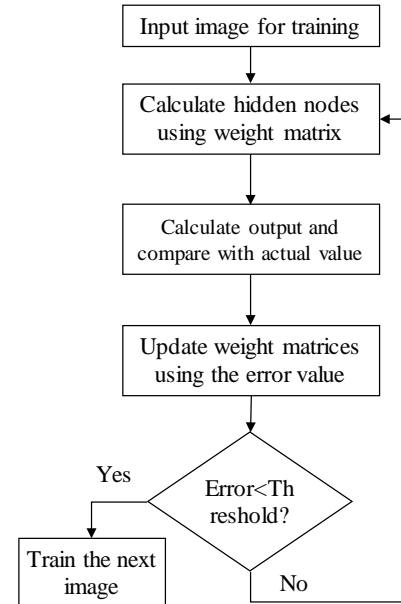 Input image for training
Calculate hidden nodes
using weight matrix
Calculate output and
compare with actual value
Update weight matrices
using the error value
Yes
Error<Th
reshold?
Train the next
image
No